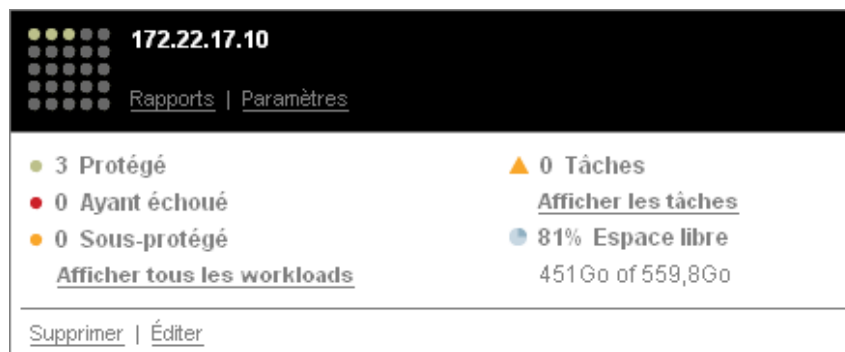 172.22.17.10
Rapports | Paramètres
3 Protégé
0 Ayant échoué
0 Sous-protégé
Afficher tous les workloads
0 Tâches
Afficher les tâches
81% Espace libre
451Go of 559,8Go
Supprimer | Éditer